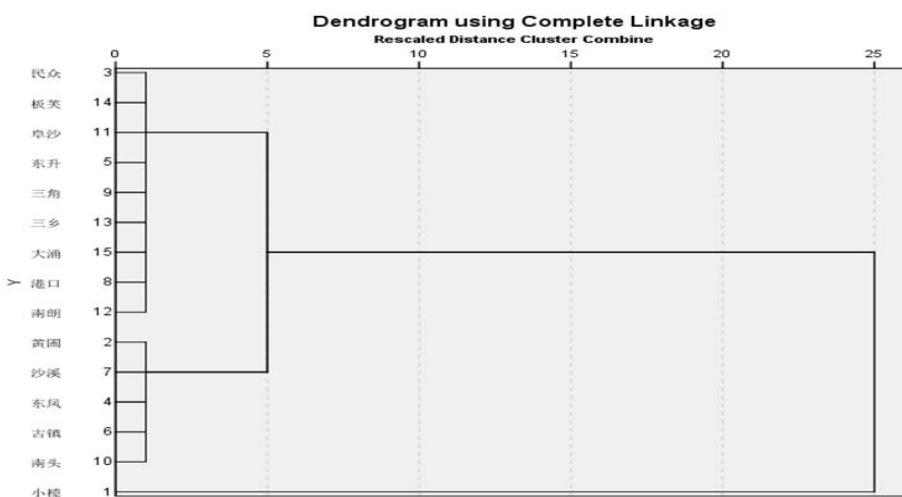 Dendrogram using Complete Linkage
Rescaled Distance Cluster Combine
0 5 10 15 20 25
民众 3
板芙 14
阜沙 11
东升 5
三角 9
三乡 13
大涌 15
港口 8
南朗 12
黄圃 2
沙溪 7
东凤 4
古镇 6
南头 10
小榄 1
Y